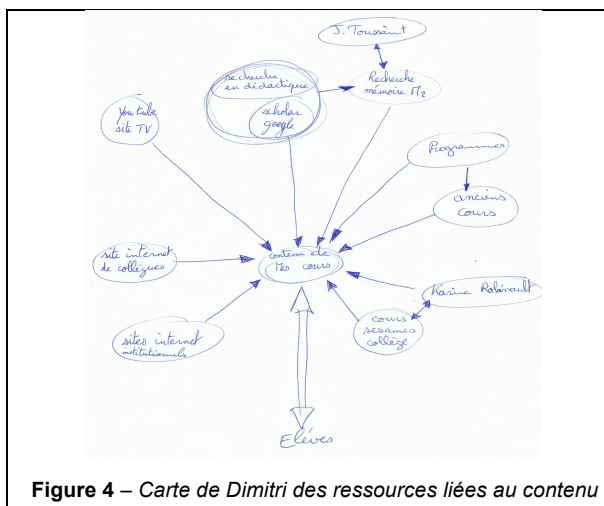 J. Toussaint
recherche
en didactique
Recherche
mémoire M2
scholar
google
Youtube
site TV
Programmes
anciens
cours
contenu de
Mes cours
site internet
de collègues
Karine Robinault
cours
sesames
collège
sites internet
institutionnels
Elèves
Figure 4 – Carte de Dimitri des ressources liées au contenu